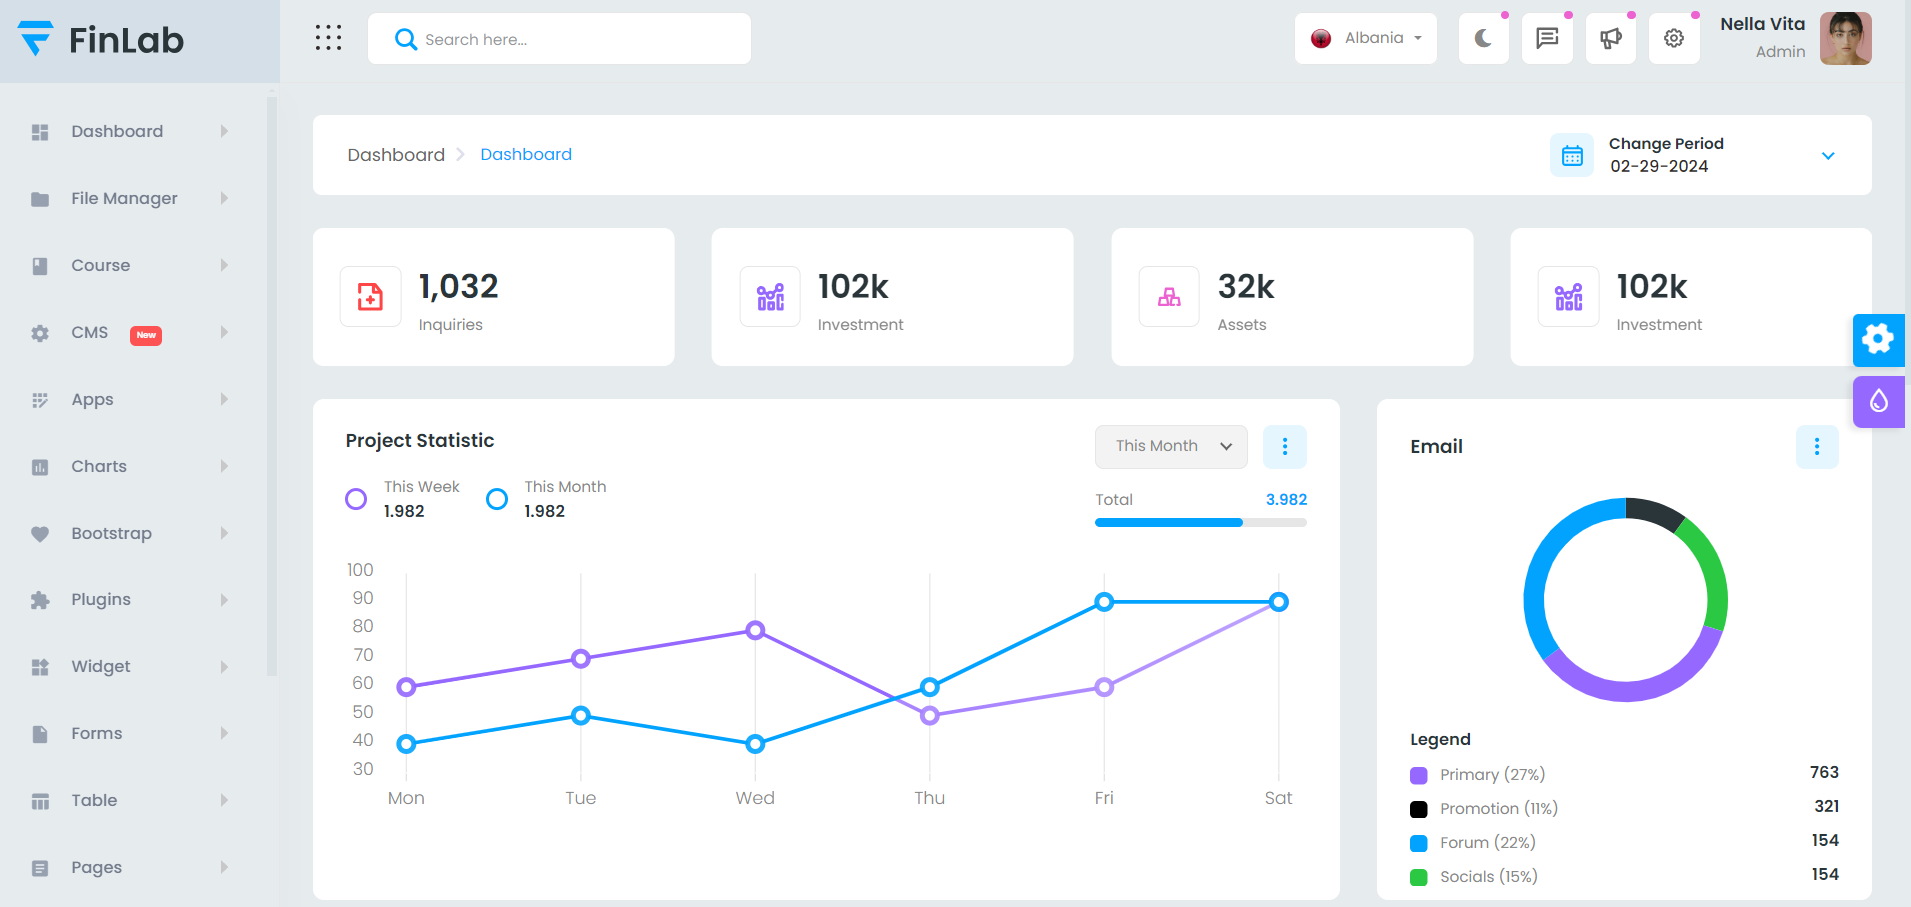 FinLab
Search here...
Albania
Nella Vita
Admin
Dashboard
File Manager
Course
CMS New
Apps
Charts
Bootstrap
Plugins
Widget
Forms
Table
Pages
Dashboard Dashboard
Change Period
02-29-2024
1,032
Inquiries
102k
Investment
32k
Assets
102k
Investment
Project Statistic
This Month
This Week
1.982
This Month
1.982
Total 3.982
100
90
80
70
60
50
40
30
Mon Tue Wed Thu Fri Sat
Email
Legend
Primary (27%) 763
Promotion (11%) 321
Forum (22%) 154
Socials (15%) 154